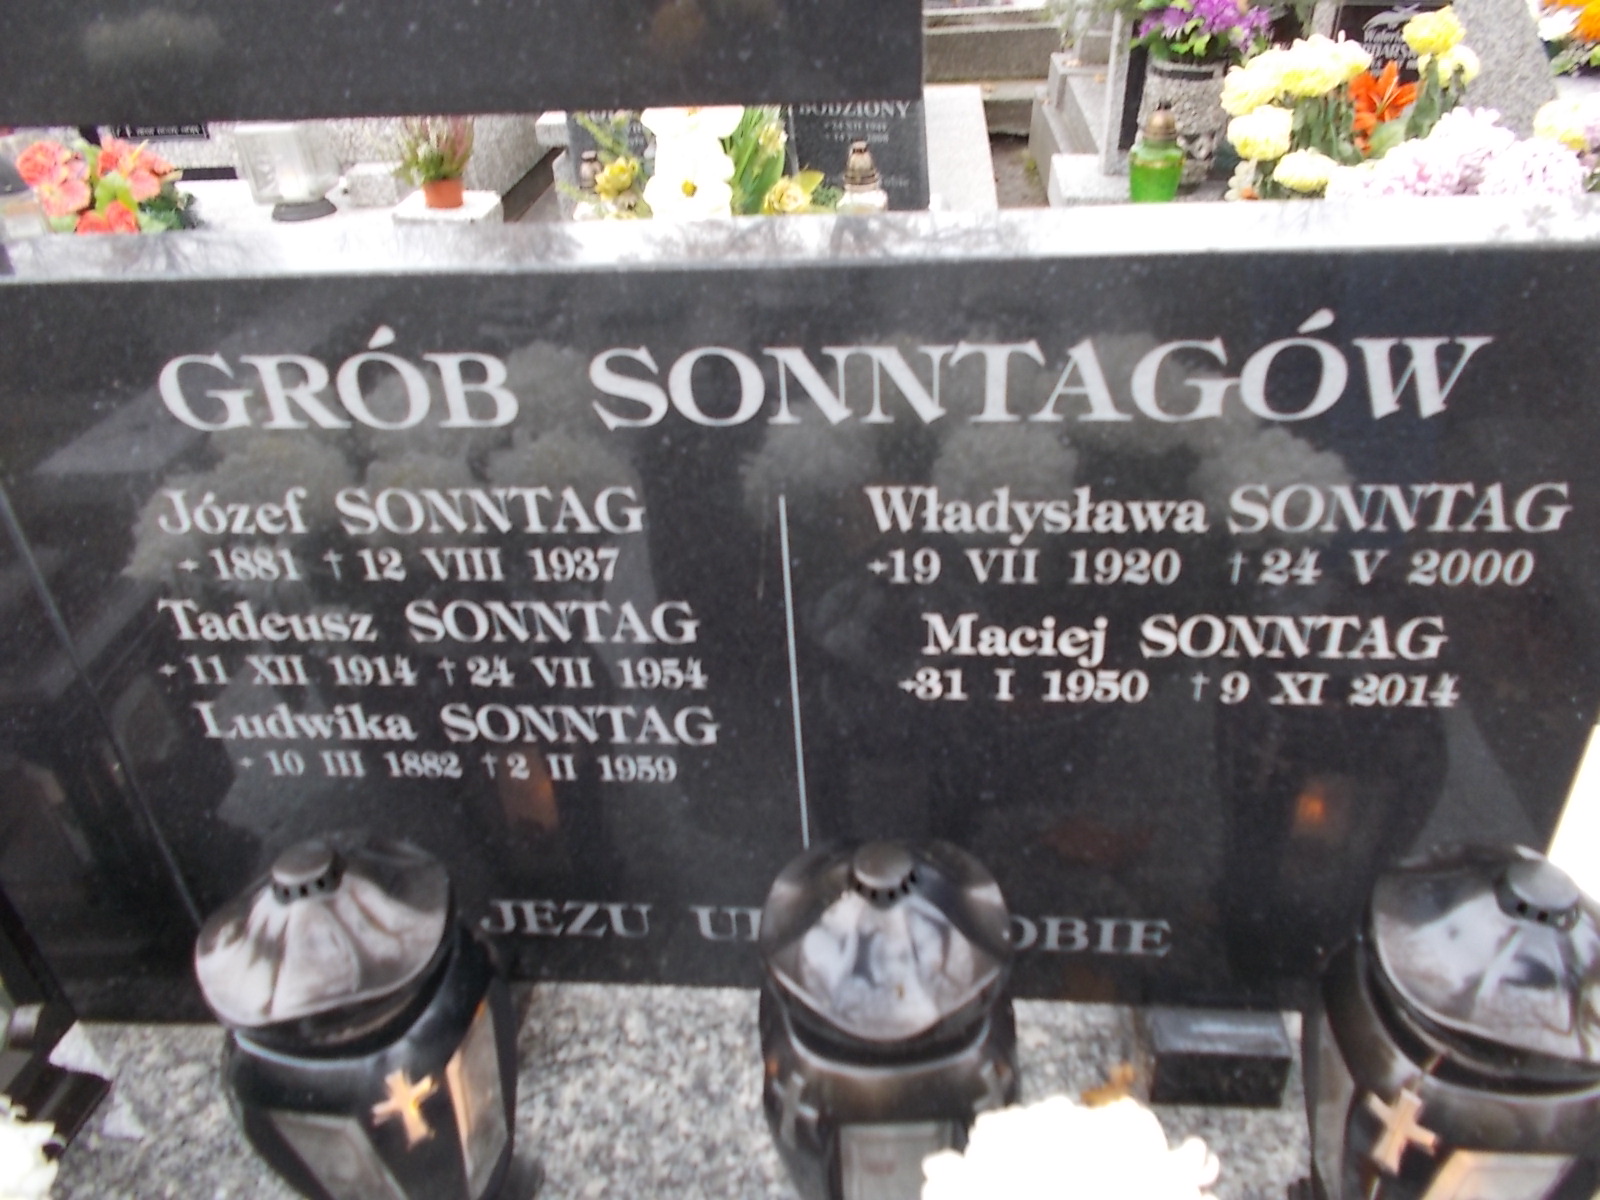 BODZIONY
GRÓB SONNTAGÓW
Józef SONNTAG
+ 1881 † 12 VIII 1937
Tadeusz SONNTAG
+ 11 XII 1914 † 24 VII 1954
Ludwika SONNTAG
+ 10 III 1882 † 2 II 1959
Władysława SONNTAG
+19 VII 1920 † 24 V 2000
Maciej SONNTAG
+31 I 1950 † 9 XI 2014
JEZU